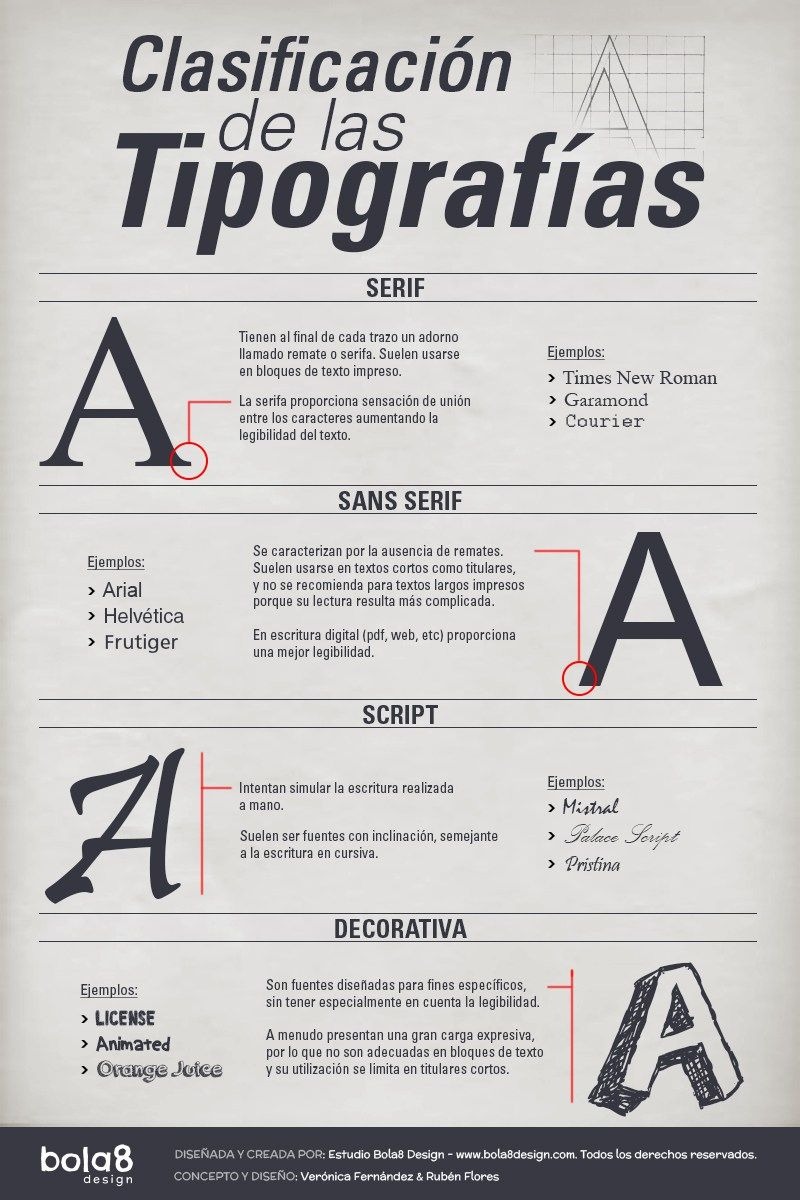 Clasificación
de las
Tipografías
SERIF
A
Tienen al final de cada trazo un adorno
llamado remate o serifa. Suelen usarse
en bloques de texto impreso.
La serifa proporciona sensación de unión
entre los caracteres aumentando la
legibilidad del texto.
Ejemplos:
> Times New Roman
> Garamond
> Courier
SANS SERIF
Ejemplos:
> Arial
> Helvética
> Frutiger
Se caracterizan por la ausencia de remates.
Suelen usarse en textos cortos como titulares,
y no se recomienda para textos largos impresos
porque su lectura resulta más complicada.
En escritura digital (pdf, web, etc) proporciona
una mejor legibilidad.
A
SCRIPT
A
Intentan simular la escritura realizada
a mano.
Suelen ser fuentes con inclinación, semejante
a la escritura en cursiva.
Ejemplos:
> Mistral
> Palace Script
> Pristina
DECORATIVA
Ejemplos:
> LICENSE
> Animated
> Orange Juice
Son fuentes diseñadas para fines específicos,
sin tener especialmente en cuenta la legibilidad.
A menudo presentan una gran carga expresiva,
por lo que no son adecuadas en bloques de texto
y su utilización se limita en titulares cortos.
A
bola8
design
DISEÑADA Y CREADA POR: Estudio Bola8 Design - www.bola8design.com. Todos los derechos reservados.
CONCEPTO Y DISEÑO: Verónica Fernández & Rubén Flores